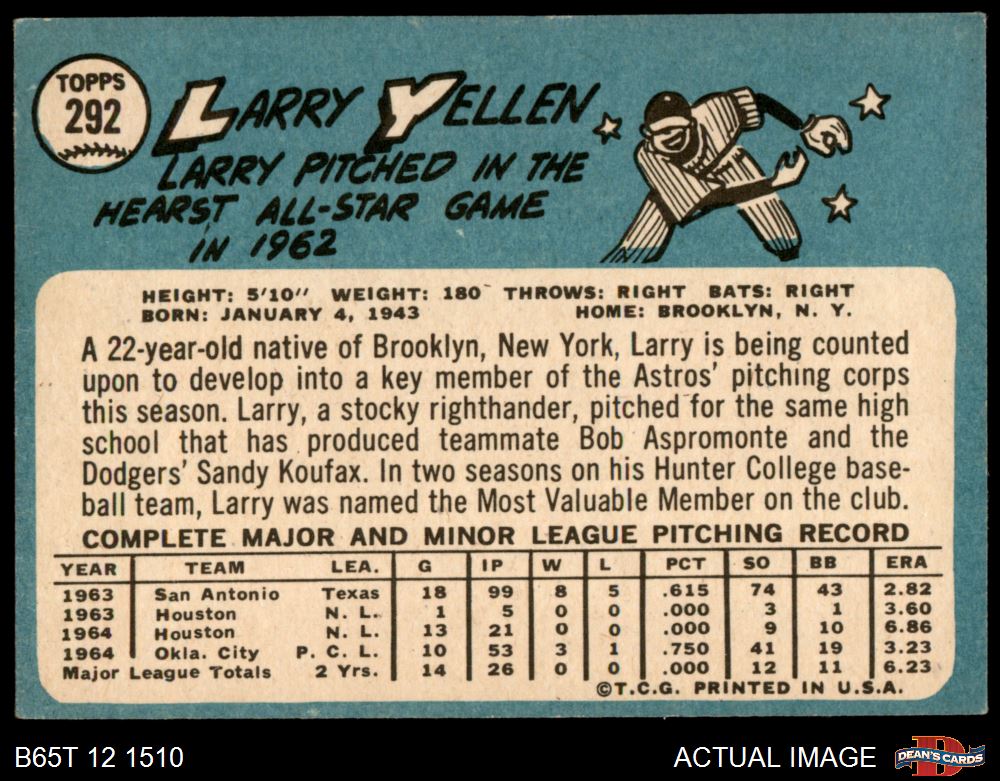 TOPPS
292
LARRY YELLEN
LARRY PITCHED IN THE
HEARST ALL-STAR GAME
IN 1962
HEIGHT: 5'10" WEIGHT: 180 THROWS: RIGHT BATS: RIGHT
BORN: JANUARY 4, 1943 HOME: BROOKLYN, N. Y.
A 22-year-old native of Brooklyn, New York, Larry is being counted
upon to develop into a key member of the Astros' pitching corps
this season. Larry, a stocky righthander, pitched for the same high
school that has produced teammate Bob Aspromonte and the
Dodgers' Sandy Koufax. In two seasons on his Hunter College base-
ball team, Larry was named the Most Valuable Member on the club.
COMPLETE MAJOR AND MINOR LEAGUE PITCHING RECORD
YEAR TEAM LEA. G IP W L PCT SO BB ERA
1963 San Antonio Texas 18 99 8 5 .615 74 43 2.82
1963 Houston N. L. 1 5 0 0 .000 3 1 3.60
1964 Houston N. L. 13 21 0 0 .000 9 10 6.86
1964 Okla. City P. C. L. 10 53 3 1 .750 41 19 3.23
Major League Totals 2 Yrs. 14 26 0 0 .000 12 11 6.23
©T.C.G. PRINTED IN U.S.A.
B65T 12 1510 ACTUAL IMAGE D DEAN'S CARDS